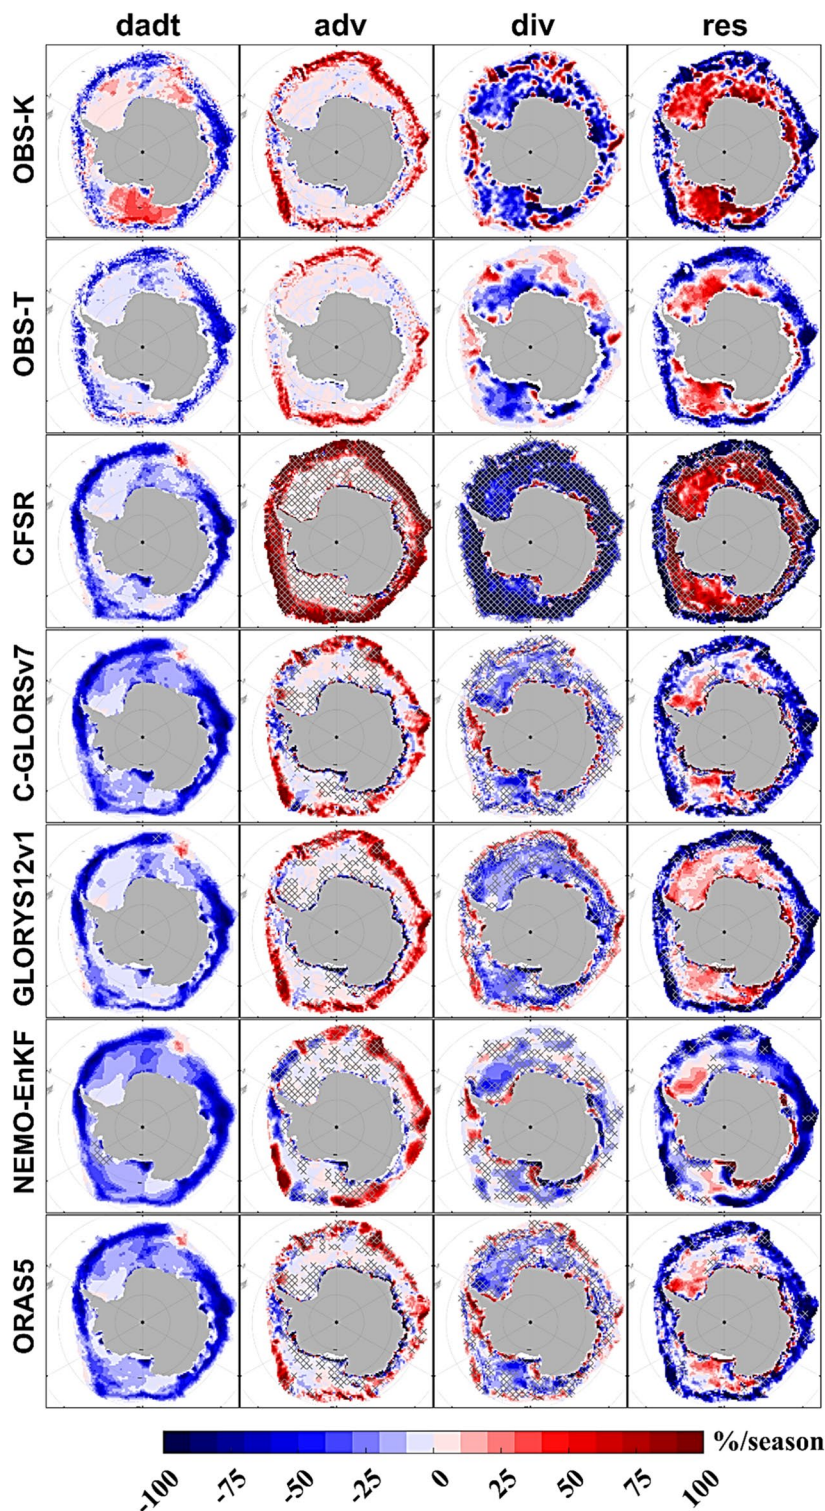 dadt adv div res
OBS-K
OBS-T
CFSR
C-GLORSv7
GLORYS12v1
NEMO-EnKF
ORAS5
-100 -75 -50 -25 0 25 50 75 100 %/season